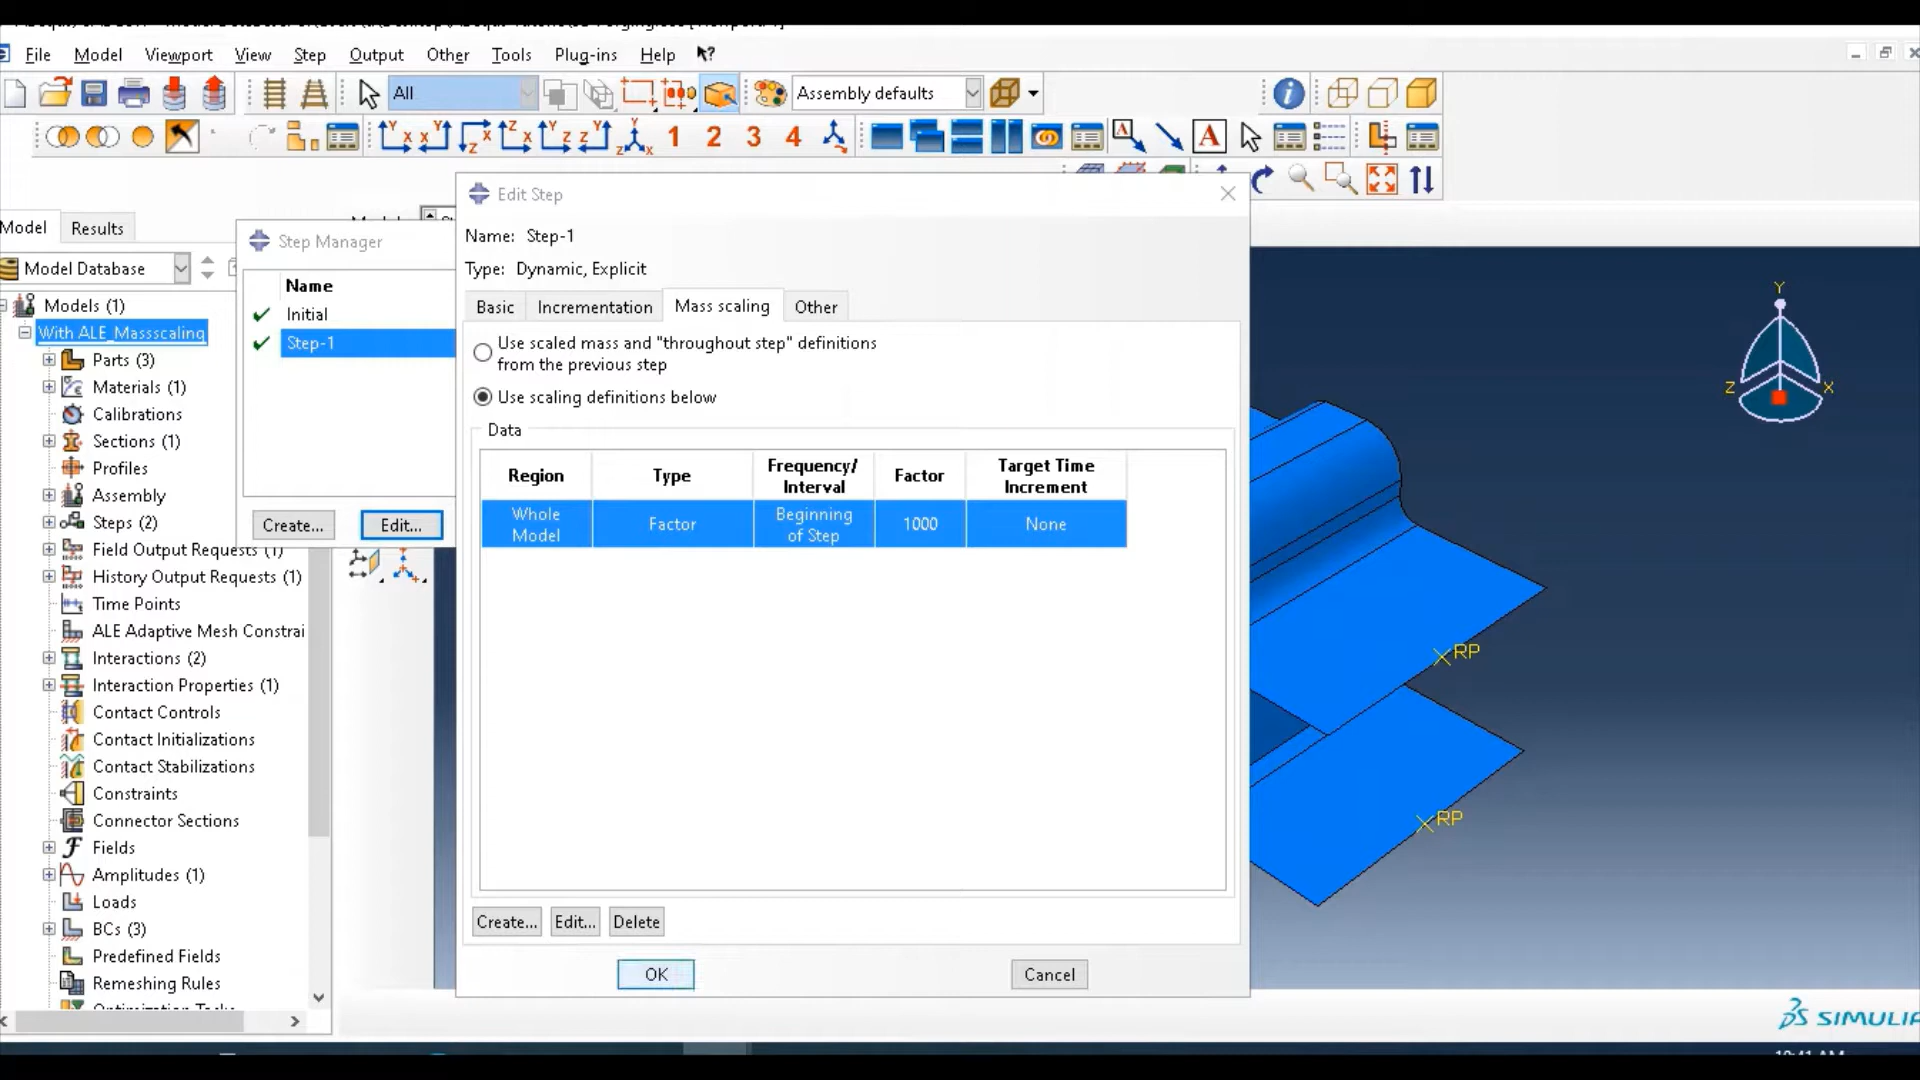 File Model Viewport View Step Output Other Tools Plug-ins Help
All
Assembly defaults
1 2 3 4
Model Results
Model Database
Models (1)
With ALE_Massscaling
Parts (3)
Materials (1)
Calibrations
Sections (1)
Profiles
Assembly
Steps (2)
Field Output Requests (1)
History Output Requests (1)
Time Points
ALE Adaptive Mesh Constrai
Interactions (2)
Interaction Properties (1)
Contact Controls
Contact Initializations
Contact Stabilizations
Constraints
Connector Sections
Fields
Amplitudes (1)
Loads
BCs (3)
Predefined Fields
Remeshing Rules
Step Manager
Name
Initial
Step-1
Create... Edit...
Edit Step
Name: Step-1
Type: Dynamic, Explicit
Basic Incrementation Mass scaling Other
Use scaled mass and "throughout step" definitions
from the previous step
Use scaling definitions below
Data
Region Type Frequency/ Interval Factor Target Time Increment
Whole Model Factor Beginning of Step 1000 None
Create... Edit... Delete
OK Cancel
Y
Z X
RP
RP
SIMULIA